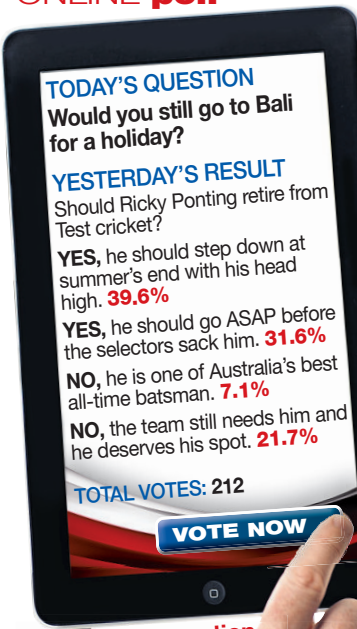 ONLINE poll
TODAY'S QUESTION
Would you still go to Bali
for a holiday?
YESTERDAY'S RESULT
Should Ricky Ponting retire from
Test cricket?
YES, he should step down at
summer's end with his head
high. 39.6%
YES, he should go ASAP before
the selectors sack him. 31.6%
NO, he is one of Australia's best
all-time batsman. 7.1%
NO, the team still needs him and
he deserves his spot. 21.7%
TOTAL VOTES: 212
VOTE NOW